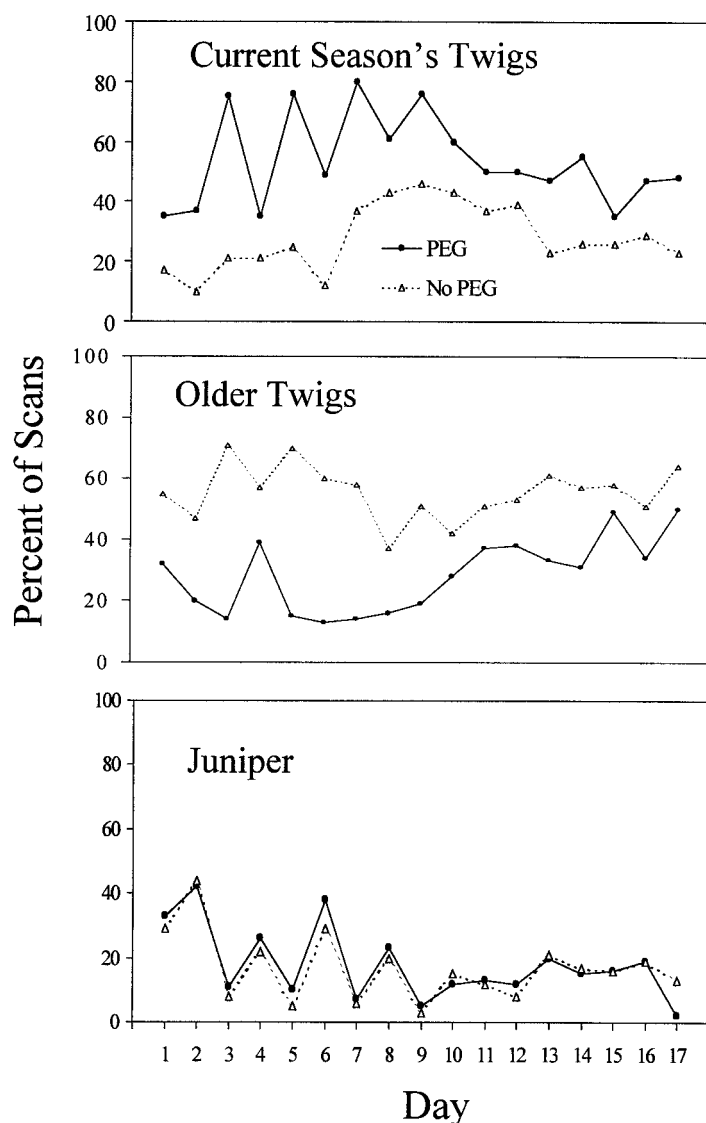 Percent of Scans
100
Current Season's Twigs
80
60
40
PEG
20
No PEG
0
100
Older Twigs
80
60
40
20
0
100
Juniper
80
60
40
20
0
1 2 3 4 5 6 7 8 9 10 11 12 13 14 15 16 17
Day